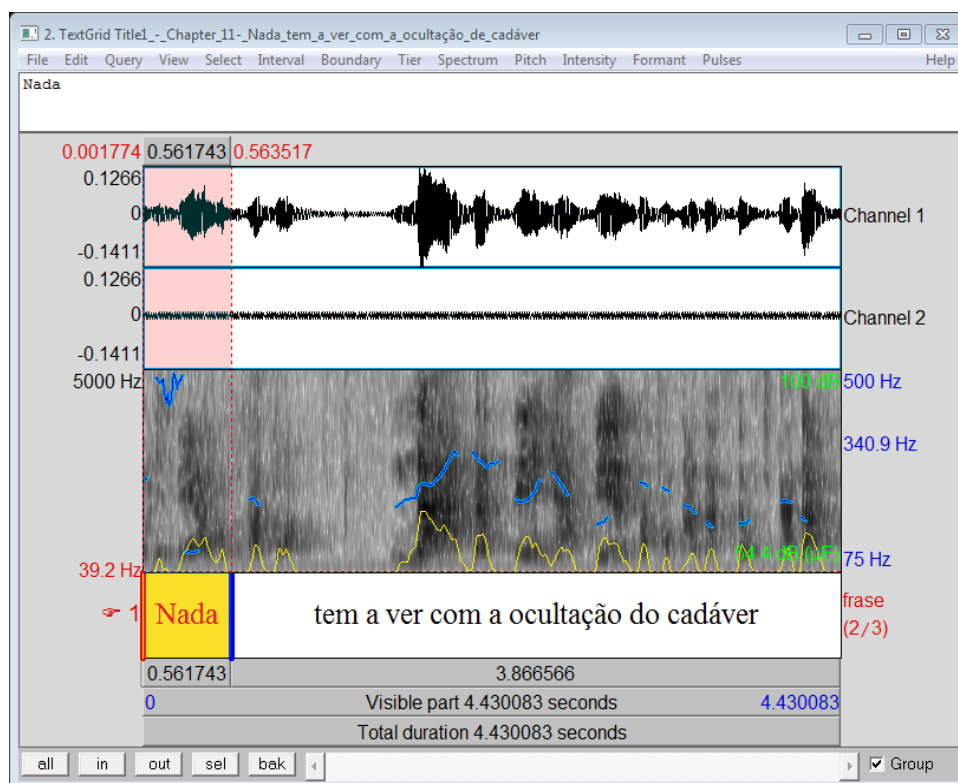 2. TextGrid Title1_-_Chapter_11-_Nada_tem_a_ver_com_a_ocultação_de_cadáver
File Edit Query View Select Interval Boundary Tier Spectrum Pitch Intensity Formant Pulses Help
Nada
0.001774 0.561743 0.563517
0.1266
0
-0.1411
Channel 1
0.1266
0
-0.1411
Channel 2
5000 Hz 100 dB 500 Hz
340.9 Hz
39.2 Hz 75 Hz
1 Nada tem a ver com a ocultação do cadáver frase
(2/3)
0.561743 3.866566
0 Visible part 4.430083 seconds 4.430083
Total duration 4.430083 seconds
all in out sel bak Group